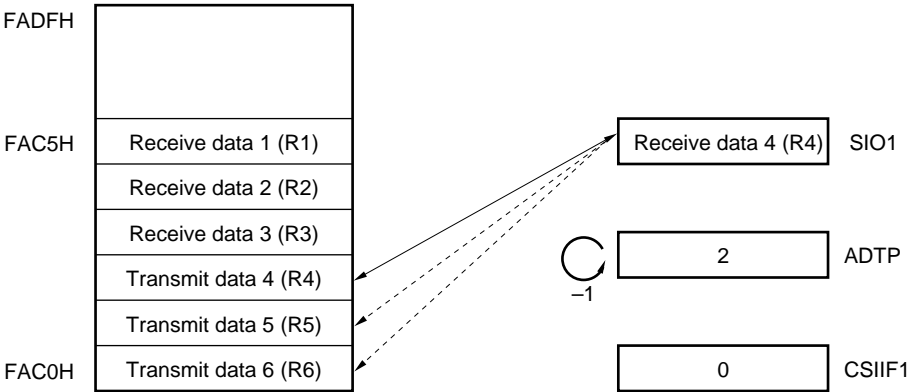 FADFH
FAC5H
Receive data 1 (R1)
Receive data 2 (R2)
Receive data 3 (R3)
Transmit data 4 (R4)
Transmit data 5 (R5)
FAC0H
Transmit data 6 (R6)
Receive data 4 (R4)
SIO1
2
ADTP
–1
0
CSIIF1